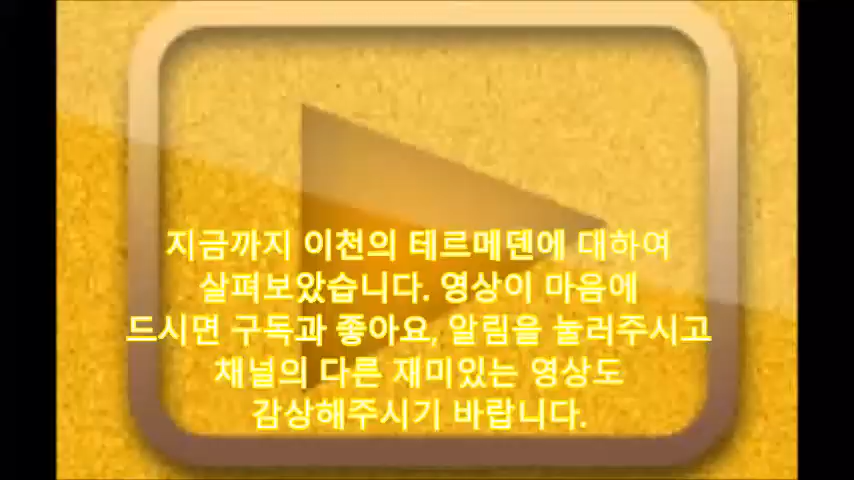 지금까지 이천의 테르메덴에 대하여
살펴보았습니다. 영상이 마음에
드시면 구독과 좋아요, 알림을 눌러주시고
채널의 다른 재미있는 영상도
감상해주시기 바랍니다.